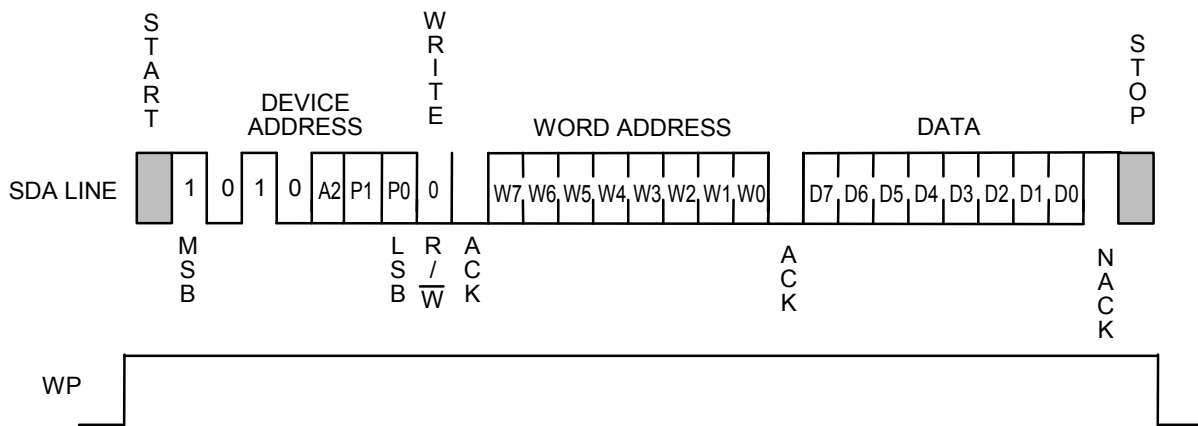 START
WRITE
STOP
DEVICE
ADDRESS
WORD ADDRESS
DATA
SDA LINE
1 0 1 0 A2 P1 P0 0
W7 W6 W5 W4 W3 W2 W1 W0
D7 D6 D5 D4 D3 D2 D1 D0
MSB
LSB
R/W
ACK
ACK
NACK
WP